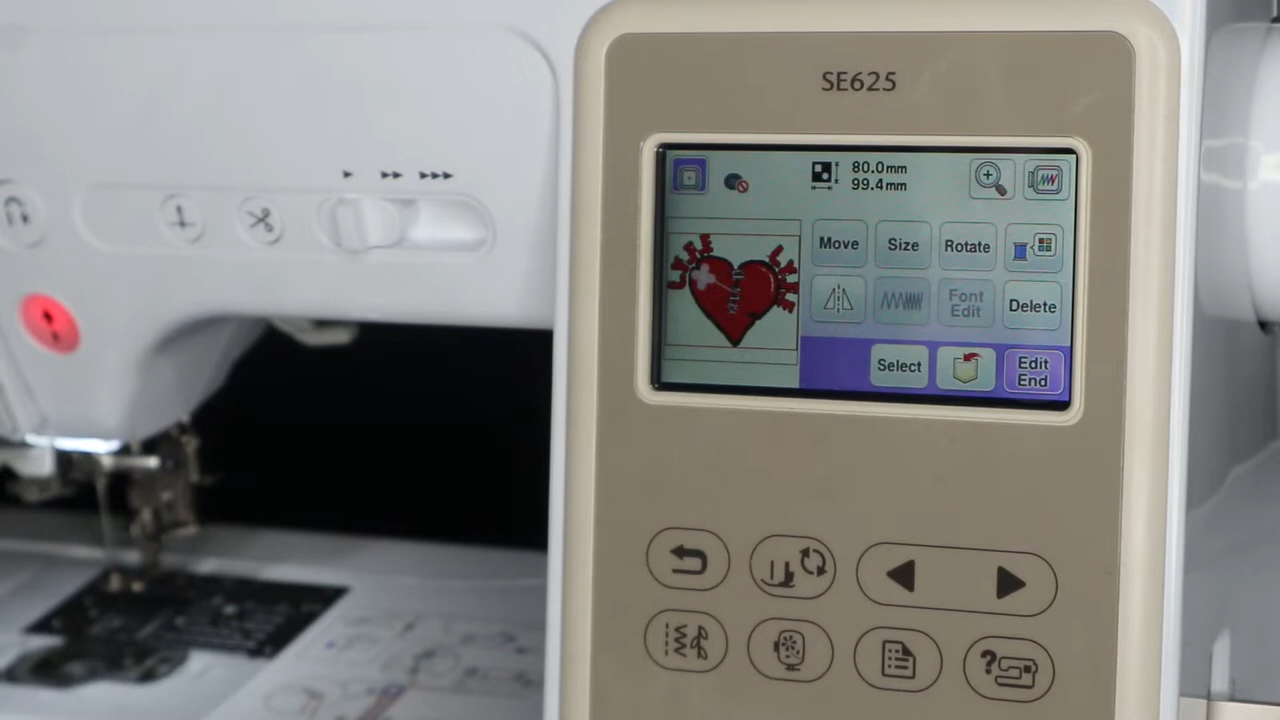 SE625
80.0mm
99.4mm
Move Size Rotate
Font
Edit
Delete
Select
Edit
End
?